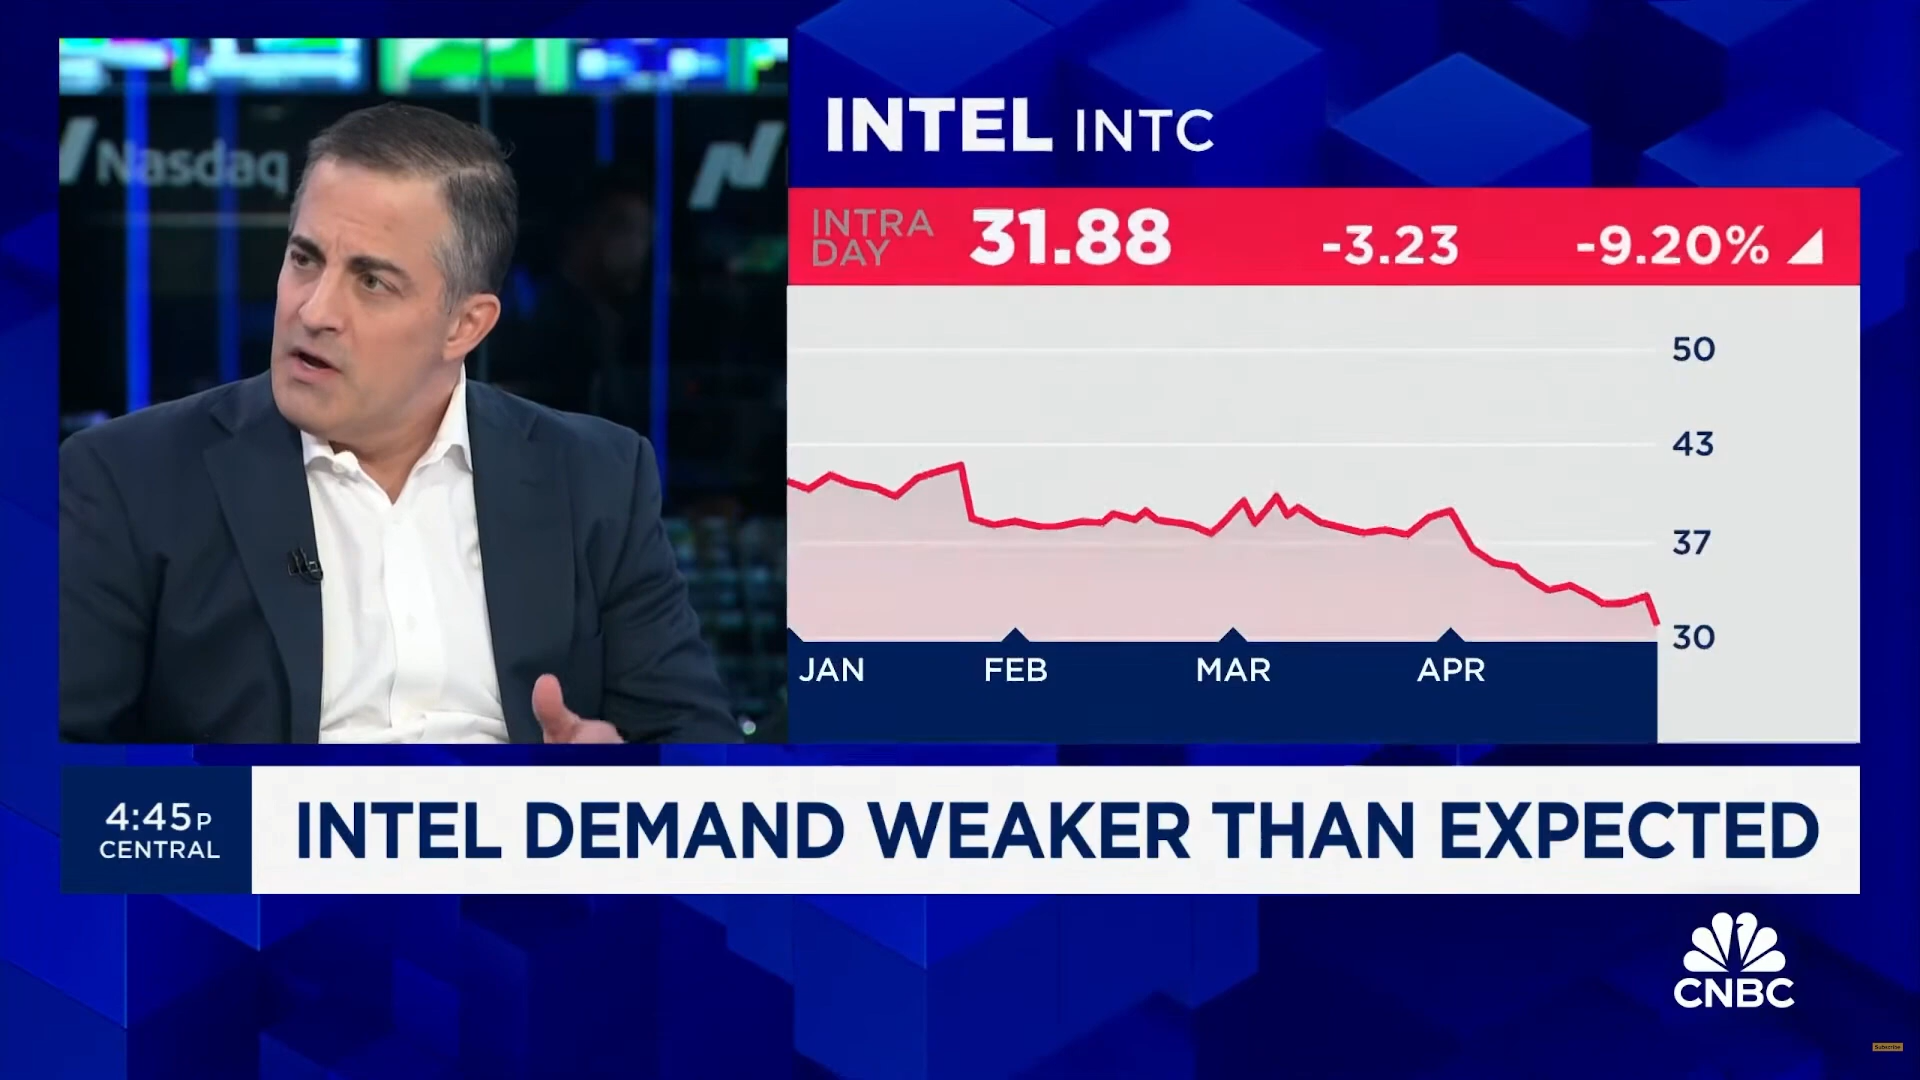 Nasdaq
INTEL INTC
INTRA DAY 31.88 -3.23 -9.20%
50
43
37
30
JAN FEB MAR APR
4:45P
CENTRAL
INTEL DEMAND WEAKER THAN EXPECTED
CNBC
Subscribe